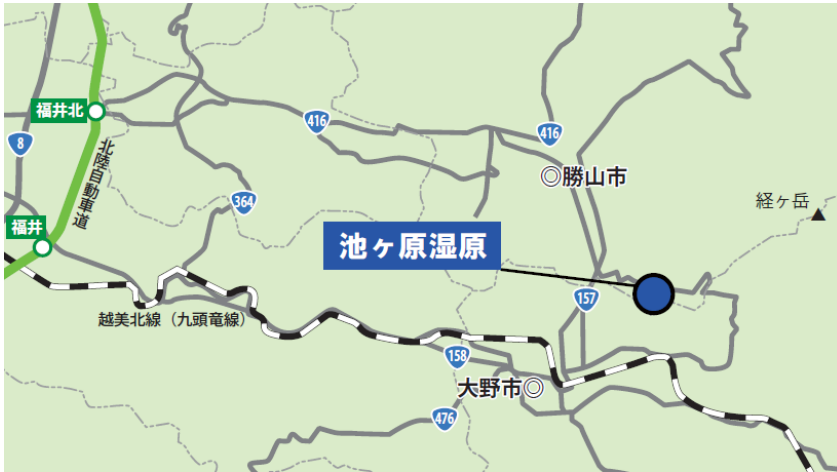 福井北
416
8
416
北陸自動車道
◎勝山市
364
経ヶ岳▲
福井
池ヶ原湿原
157
越美北線（九頭竜線）
158
大野市◎
476